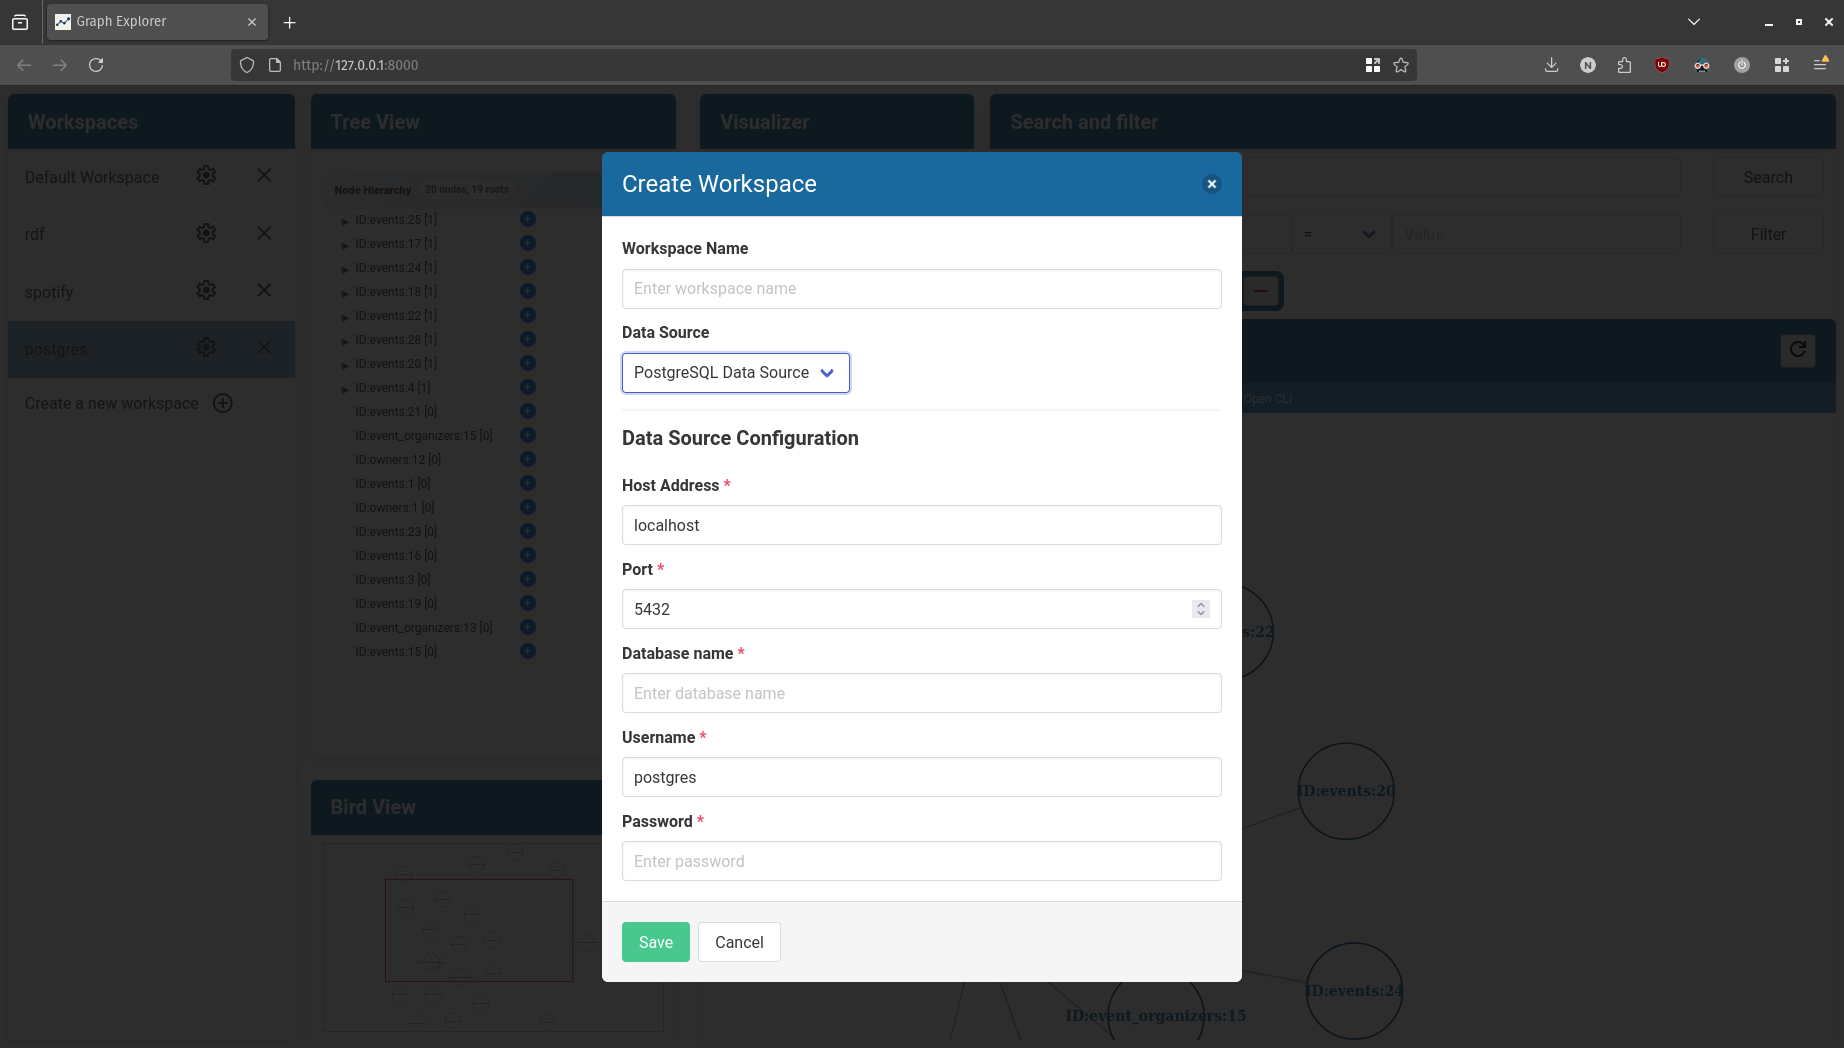 Graph Explorer
http://127.0.0.1:8000
Workspaces
Default Workspace
rdf
spotify
postgres
Create a new workspace
Tree View
Node Hierarchy 20 nodes, 19 roots
ID:events:25 [1]
ID:events:17 [1]
ID:events:24 [1]
ID:events:18 [1]
ID:events:22 [1]
ID:events:28 [1]
ID:events:20 [1]
ID:events:4 [1]
ID:events:21 [0]
ID:event_organizers:15 [0]
ID:owners:12 [0]
ID:events:1 [0]
ID:owners:1 [0]
ID:events:23 [0]
ID:events:16 [0]
ID:events:3 [0]
ID:events:19 [0]
ID:event_organizers:13 [0]
ID:events:15 [0]
Bird View
Visualizer
Search and filter
Search
= Value Filter
Open CLI
Create Workspace
Workspace Name
Enter workspace name
Data Source
PostgreSQL Data Source
Data Source Configuration
Host Address *
localhost
Port *
5432
Database name *
Enter database name
Username *
postgres
Password *
Enter password
Save Cancel
s:22
ID:events:20
ID:events:24
ID:event_organizers:15